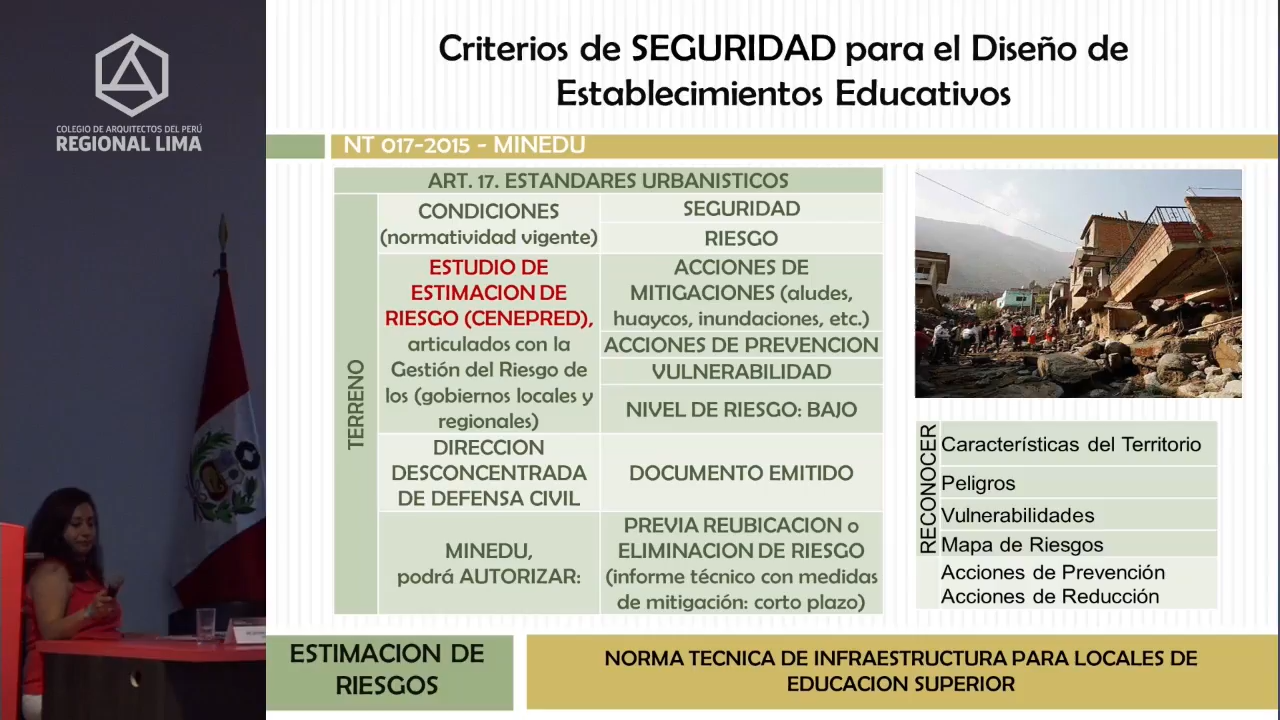 COLEGIO DE ARQUITECTOS DEL PERÚ
REGIONAL LIMA
Criterios de SEGURIDAD para el Diseño de
Establecimientos Educativos
NT 017-2015 - MINEDU
ART. 17. ESTANDARES URBANISTICOS
TERRENO
CONDICIONES
(normatividad vigente)
SEGURIDAD
RIESGO
ESTUDIO DE
ESTIMACION DE
RIESGO (CENEPRED),
articulados con la
Gestión del Riesgo de
los (gobiernos locales y
regionales)
ACCIONES DE
MITIGACIONES (aludes,
huaycos, inundaciones, etc.)
ACCIONES DE PREVENCION
VULNERABILIDAD
NIVEL DE RIESGO: BAJO
DIRECCION
DESCONCENTRADA
DE DEFENSA CIVIL
DOCUMENTO EMITIDO
MINEDU,
podrá AUTORIZAR:
PREVIA REUBICACION o
ELIMINACION DE RIESGO
(informe técnico con medidas
de mitigación: corto plazo)
RECONOCER
Características del Territorio
Peligros
Vulnerabilidades
Mapa de Riesgos
Acciones de Prevención
Acciones de Reducción
ESTIMACION DE
RIESGOS
NORMA TECNICA DE INFRAESTRUCTURA PARA LOCALES DE
EDUCACION SUPERIOR